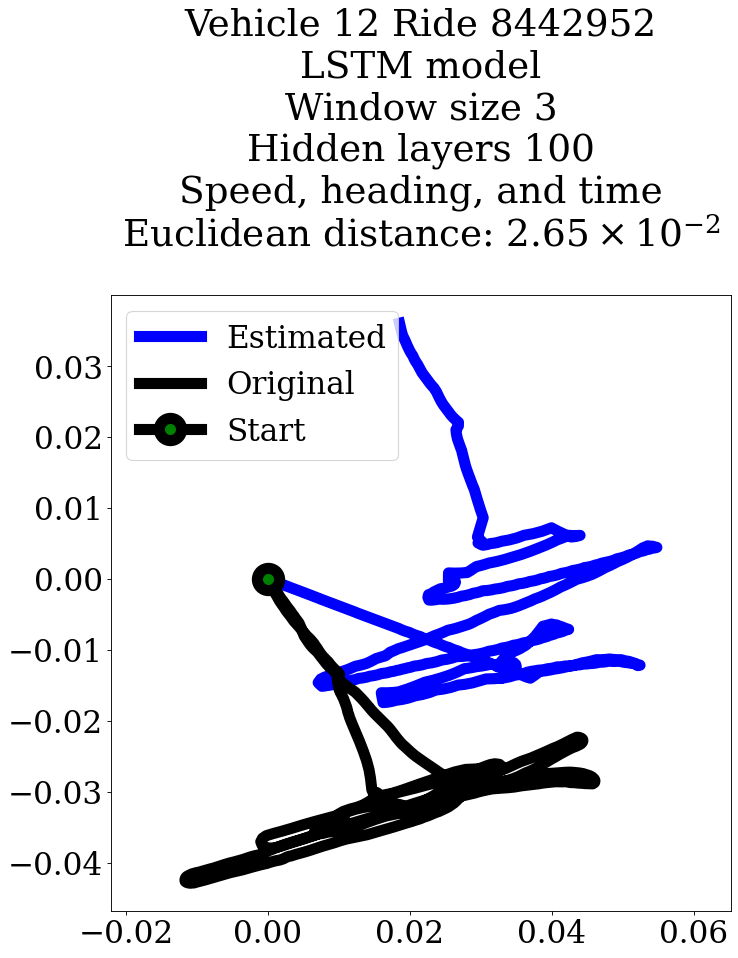 Vehicle 12 Ride 8442952
LSTM model
Window size 3
Hidden layers 100
Speed, heading, and time
Euclidean distance: 2.65 × 10⁻²
Estimated
Original
Start
0.03
0.02
0.01
0.00
−0.01
−0.02
−0.03
−0.04
−0.02 0.00 0.02 0.04 0.06